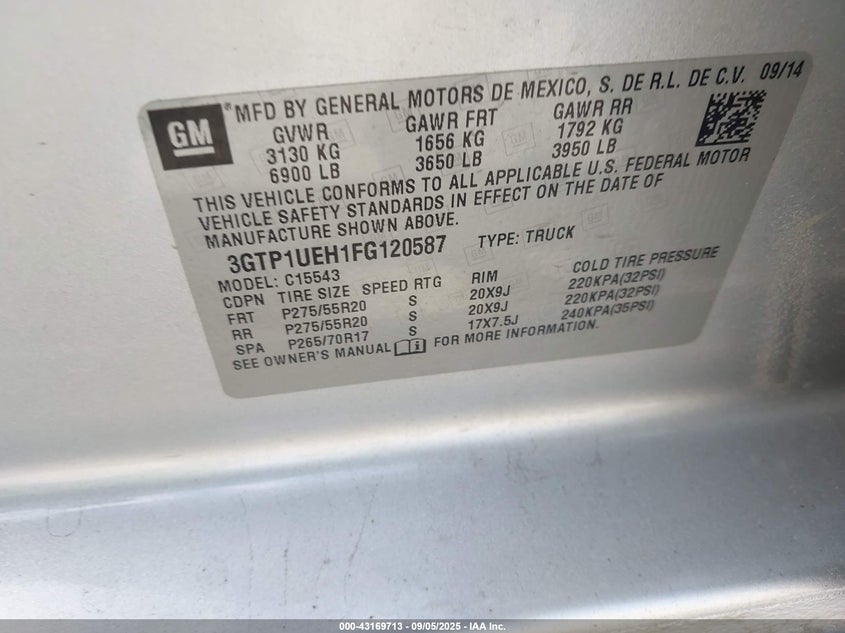 GM
® MFD BY GENERAL MOTORS DE MEXICO, S. DE R.L. DE C.V. 09/14
GVWR GAWR FRT GAWR RR
3130 KG 1656 KG 1792 KG
6900 LB 3650 LB 3950 LB
THIS VEHICLE CONFORMS TO ALL APPLICABLE U.S. FEDERAL MOTOR
VEHICLE SAFETY STANDARDS IN EFFECT ON THE DATE OF
MANUFACTURE SHOWN ABOVE.
3GTP1UEH1FG120587 TYPE: TRUCK
MODEL: C15543
CDPN TIRE SIZE SPEED RTG RIM COLD TIRE PRESSURE
FRT P275/55R20 S 20X9J 220KPA(32PSI)
RR P275/55R20 S 20X9J 220KPA(32PSI)
SPA P265/70R17 S 17X7.5J 240KPA(35PSI)
SEE OWNER'S MANUAL FOR MORE INFORMATION.
000-43169713 - 09/05/2025 - IAA Inc.